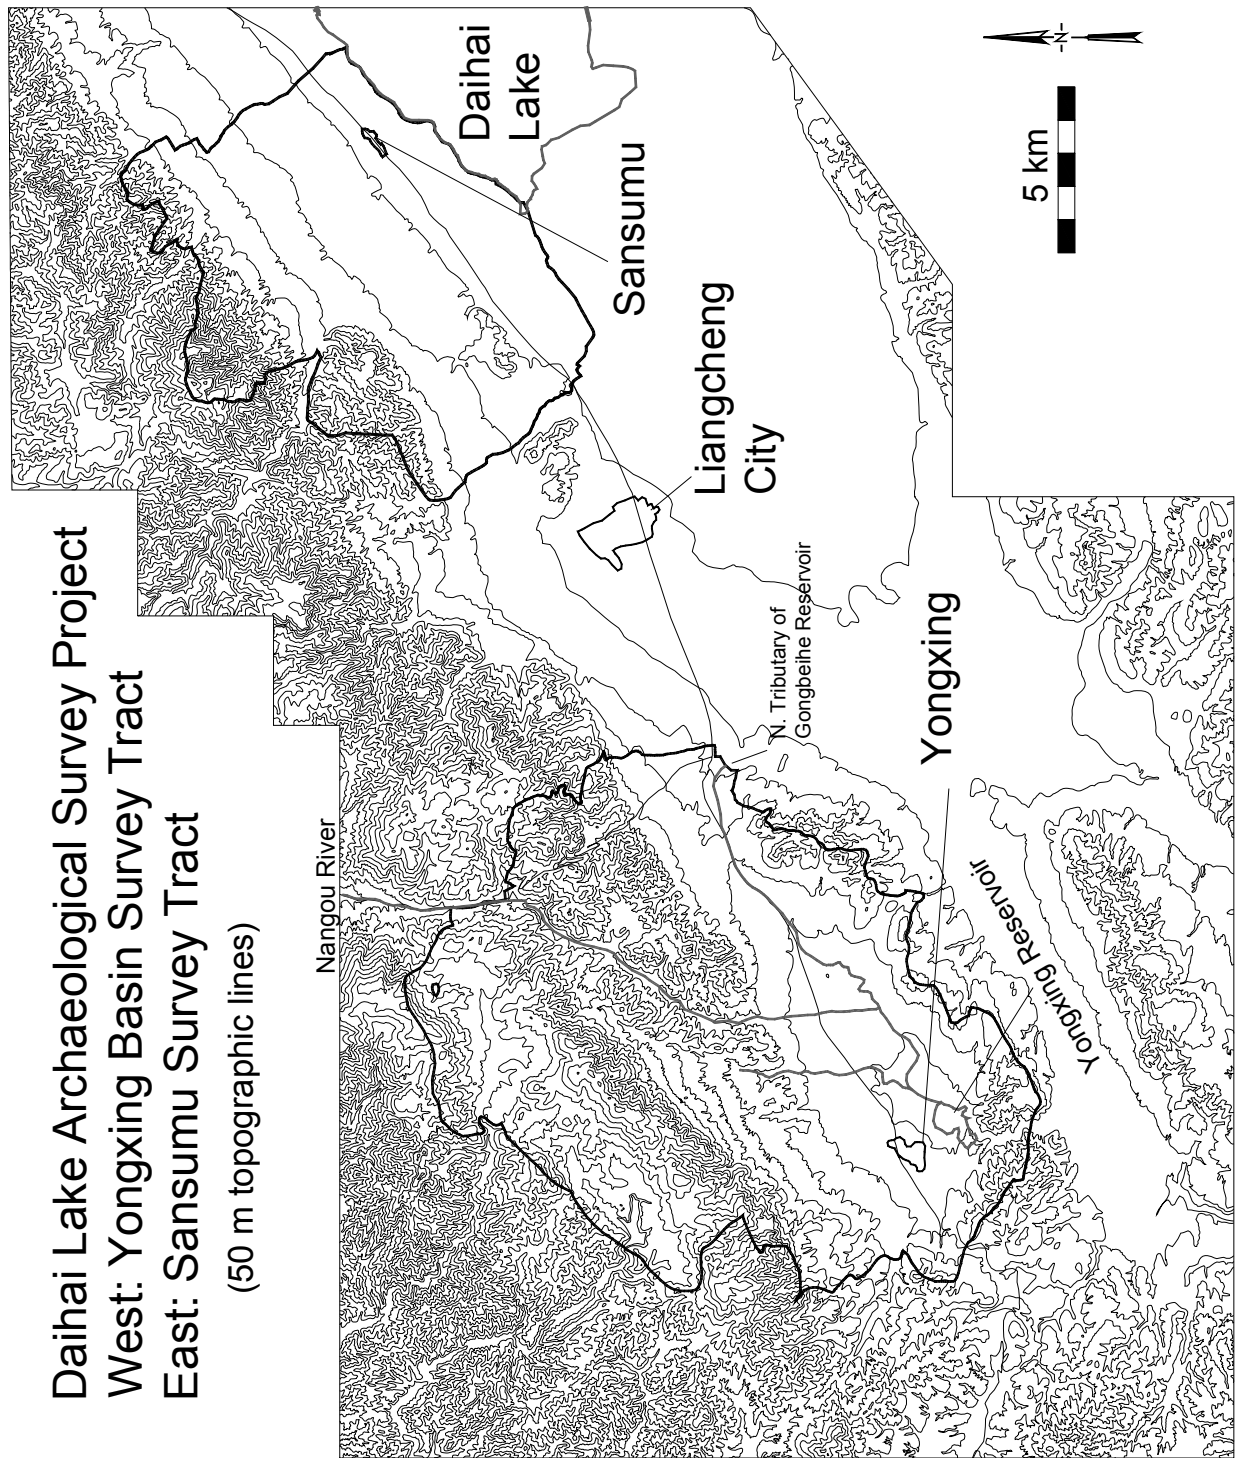 Daihai Lake Archaeological Survey Project
West: Yongxing Basin Survey Tract
East: Sansumu Survey Tract
(50 m topographic lines)
Nangou River
Daihai
Lake
Sansumu
Liangcheng
City
N. Tributary of
Gongbeihe Reservoir
Yongxing
Yongxing Reservoir
5 km
N